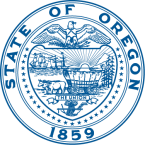 STATE OF OREGON
THE UNION
1859